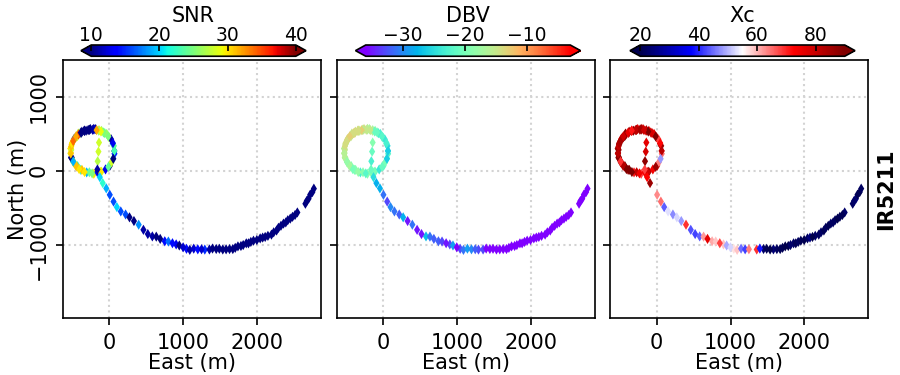 SNR DBV Xc
10 20 30 40 −30 −20 −10 20 40 60 80
1000
0
−1000
North (m)
IR5211
0 1000 2000 0 1000 2000 0 1000 2000
East (m) East (m) East (m)